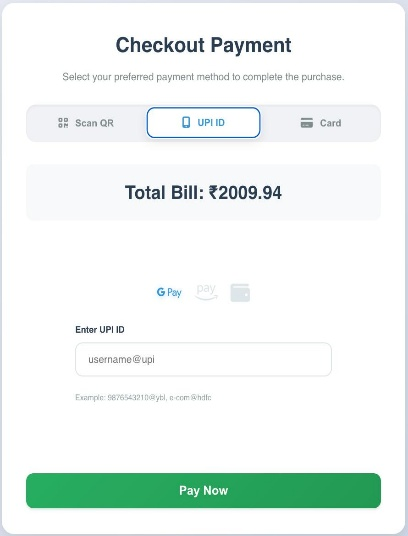 Checkout Payment
Select your preferred payment method to complete the purchase.
Scan QR UPI ID Card
Total Bill: ₹2009.94
G Pay pay
Enter UPI ID
username@upi
Example: 9876543210@ybl, e-com@hdfc
Pay Now